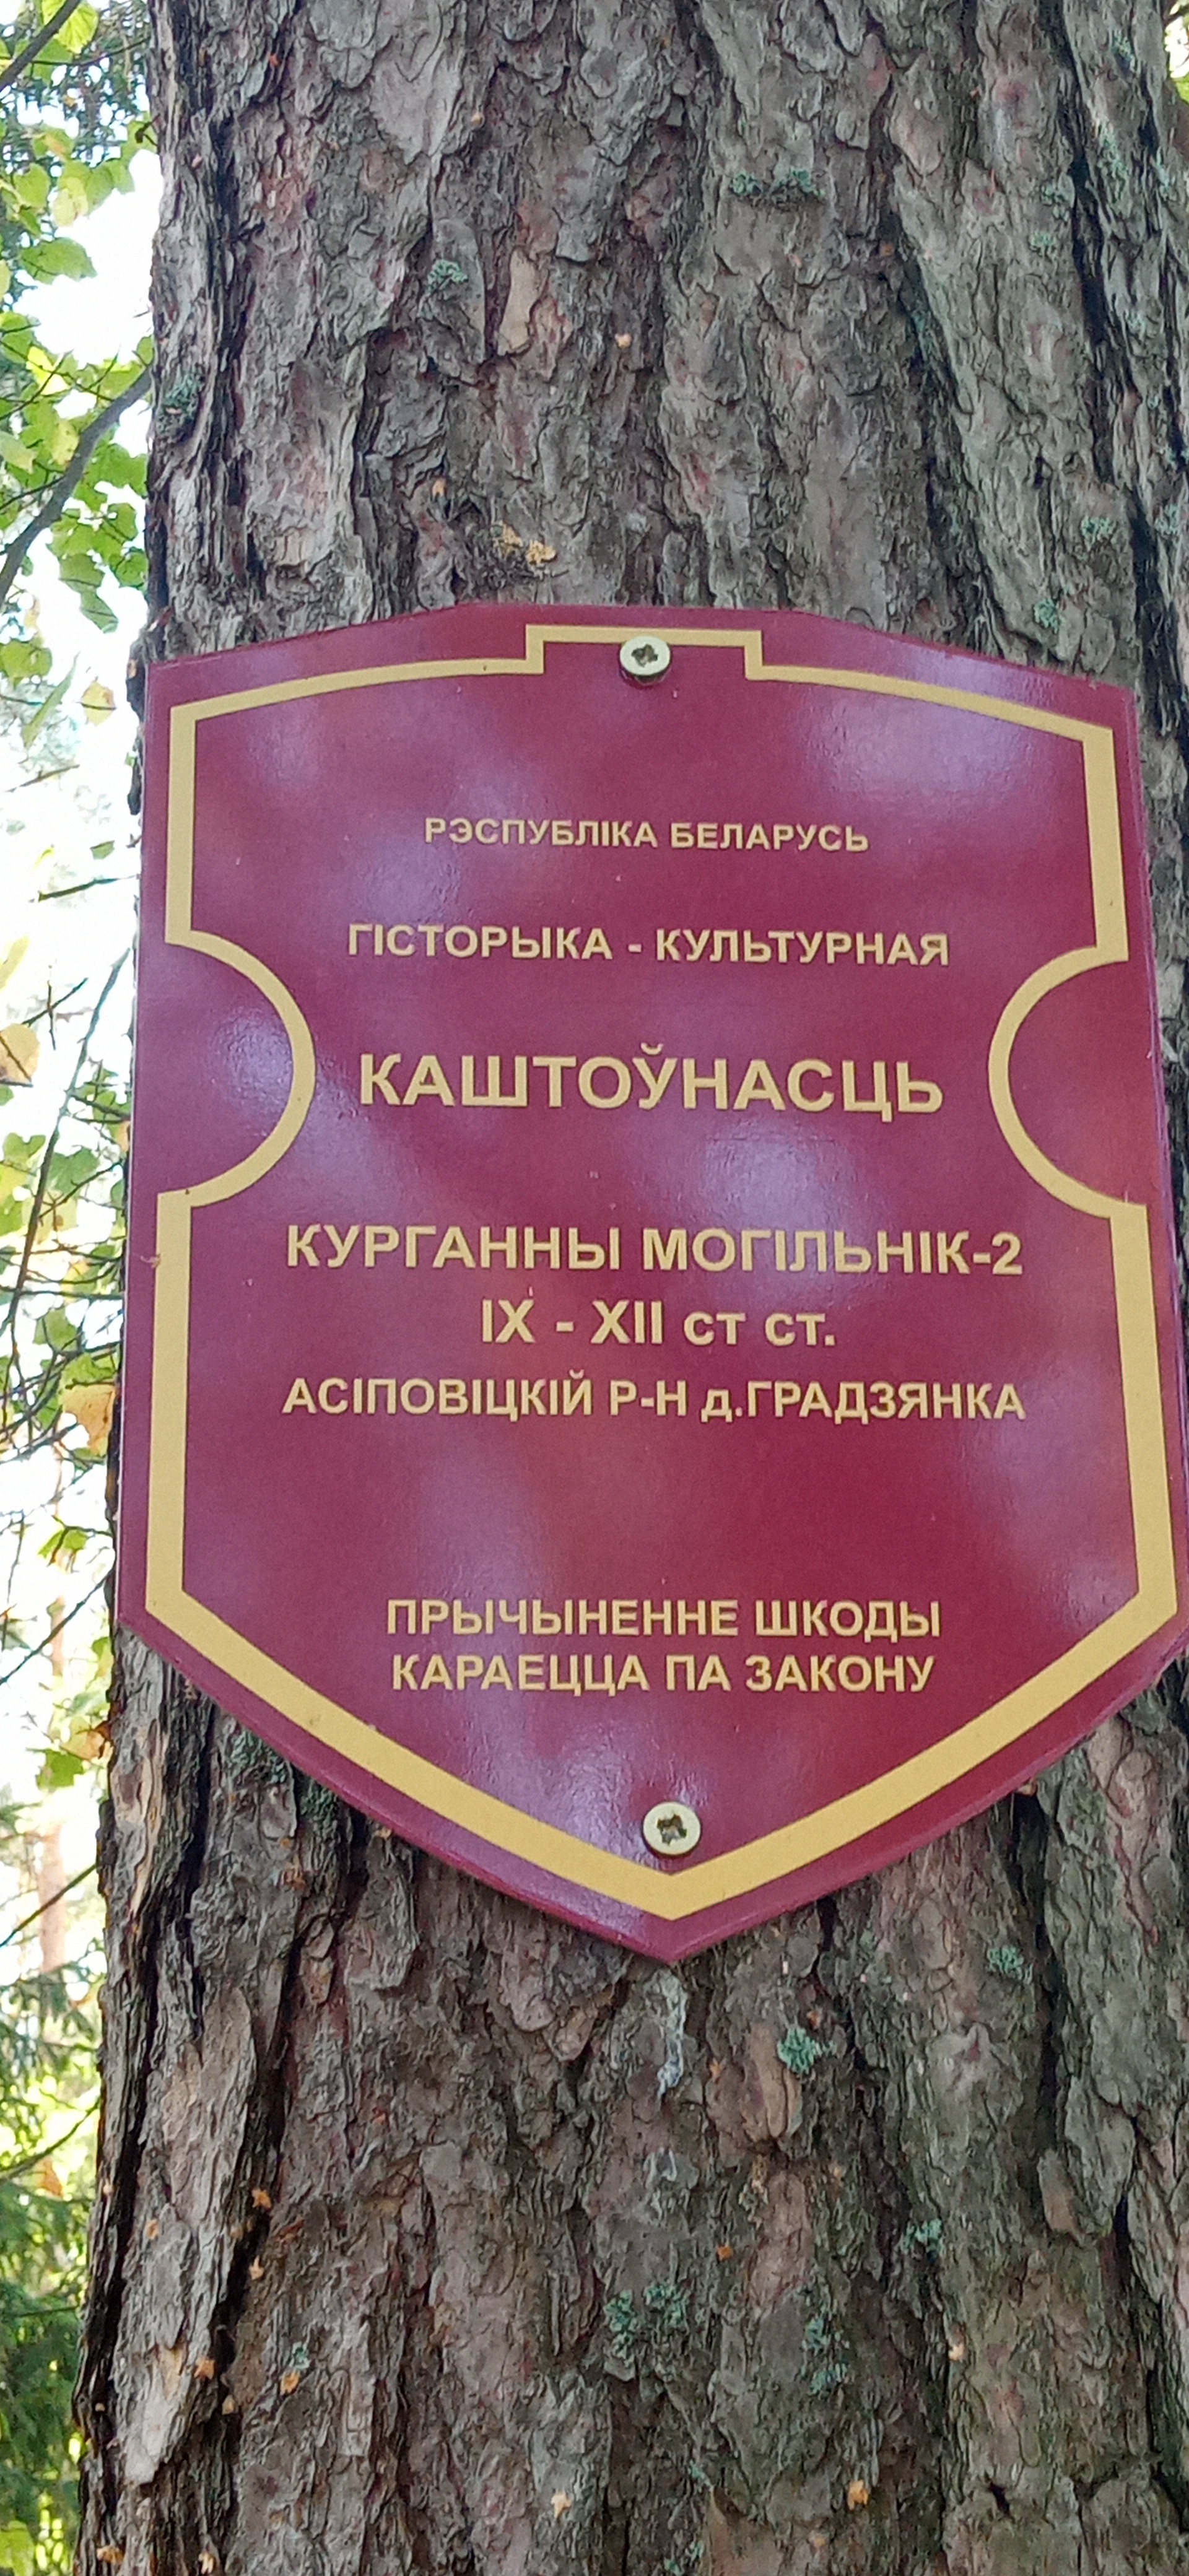 РЭСПУБЛІКА БЕЛАРУСЬ
ГІСТОРЫКА - КУЛЬТУРНАЯ
КАШТОЎНАСЦЬ
КУРГАННЫ МОГІЛЬНІК-2
IX - XII ст ст.
АСІПОВІЦКІЙ Р-Н д.ГРАДЗЯНКА
ПРЫЧЫНЕННЕ ШКОДЫ
КАРАЕЦЦА ПА ЗАКОНУ